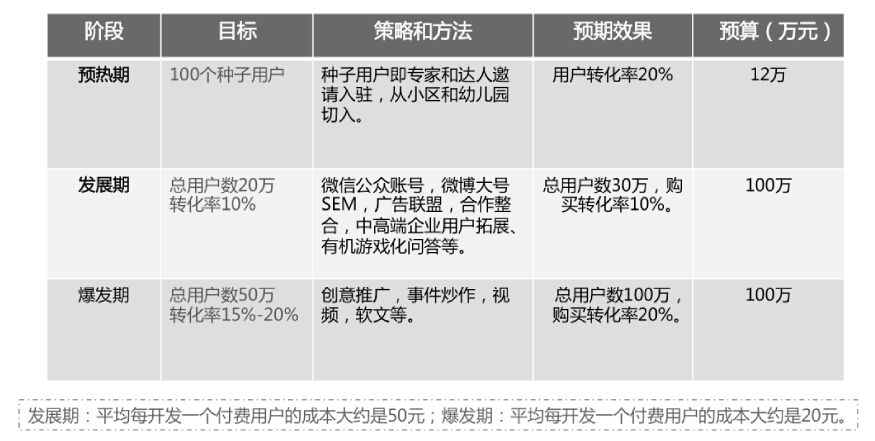 阶段 目标 策略和方法 预期效果 预算（万元）
预热期 100个种子用户 种子用户即专家和达人邀 用户转化率20% 12万
请入驻，从小区和幼儿园
切入。
发展期 总用户数20万 微信公众账号，微博大号 总用户数30万，购 100万
转化率10% SEM，广告联盟，合作整 买转化率10%。
合，中高端企业用户拓展、
有机游戏化问答等。
爆发期 总用户数50万 创意推广，事件炒作，视 总用户数100万， 100万
转化率15%-20% 频，软文等。 购买转化率20%。
发展期：平均每开发一个付费用户的成本大约是50元；爆发期：平均每开发一个付费用户的成本大约是20元。